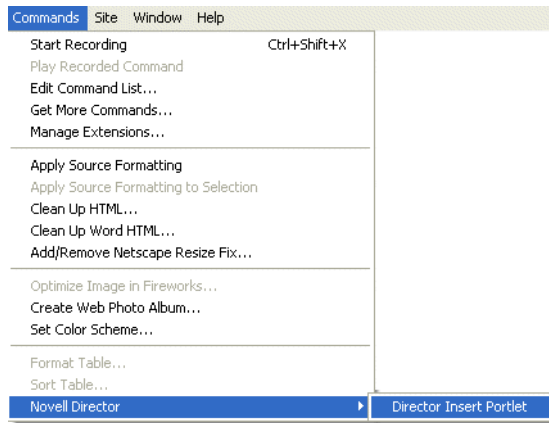 Commands Site Window Help
Start Recording Ctrl+Shift+X
Play Recorded Command
Edit Command List...
Get More Commands...
Manage Extensions...
Apply Source Formatting
Apply Source Formatting to Selection
Clean Up HTML...
Clean Up Word HTML...
Add/Remove Netscape Resize Fix...
Optimize Image in Fireworks...
Create Web Photo Album...
Set Color Scheme...
Format Table...
Sort Table...
Novell Director Director Insert Portlet